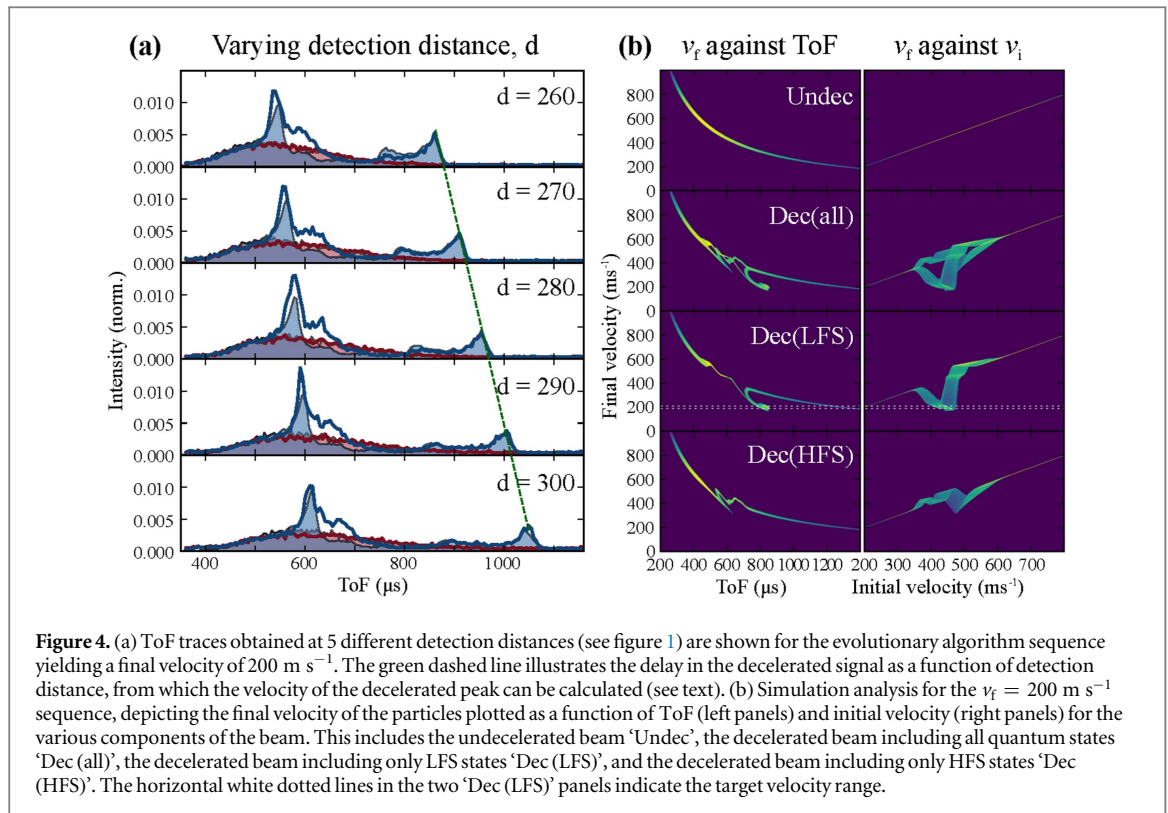 (a) Varying detection distance, d
0.010
0.005
0.000
d = 260
0.010
0.005
0.000
d = 270
0.010
0.005
0.000
d = 280
0.010
0.005
0.000
d = 290
0.010
0.005
0.000
d = 300
Intensity (norm.)
400 600 800 1000
ToF (μs)
(b) v_f against ToF v_f against v_i
800
600
400
200
0
Undec
800
600
400
200
0
Dec(all)
800
600
400
200
0
Dec(LFS)
800
600
400
200
0
Dec(HFS)
Final velocity (ms⁻¹)
200 400 600 800 1000 1200 300 400 500 600 700
ToF (μs) Initial velocity (ms⁻¹)
Figure 4. (a) ToF traces obtained at 5 different detection distances (see figure 1) are shown for the evolutionary algorithm sequence
yielding a final velocity of 200 m s⁻¹. The green dashed line illustrates the delay in the decelerated signal as a function of detection
distance, from which the velocity of the decelerated peak can be calculated (see text). (b) Simulation analysis for the v_f = 200 m s⁻¹
sequence, depicting the final velocity of the particles plotted as a function of ToF (left panels) and initial velocity (right panels) for the
various components of the beam. This includes the undecelerated beam ‘Undec’, the decelerated beam including all quantum states
‘Dec (all)’, the decelerated beam including only LFS states ‘Dec (LFS)’, and the decelerated beam including only HFS states ‘Dec
(HFS)’. The horizontal white dotted lines in the two ‘Dec (LFS)’ panels indicate the target velocity range.